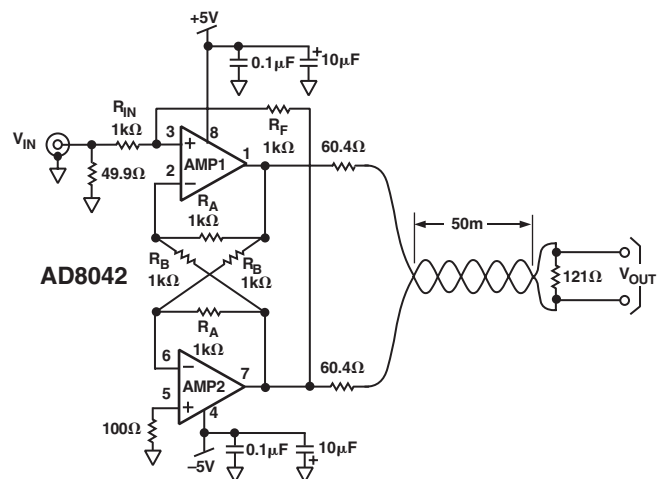 +5V
0.1µF
10µF
+
R_IN
1kΩ
R_F
1kΩ
V_IN
3
+
8
AMP1
1
2
−
60.4Ω
49.9Ω
R_A
1kΩ
50m
R_B
1kΩ
R_B
1kΩ
AD8042
121Ω
V_OUT
R_A
1kΩ
6
−
60.4Ω
AMP2
7
5
+
4
100Ω
0.1µF
10µF
+
−5V